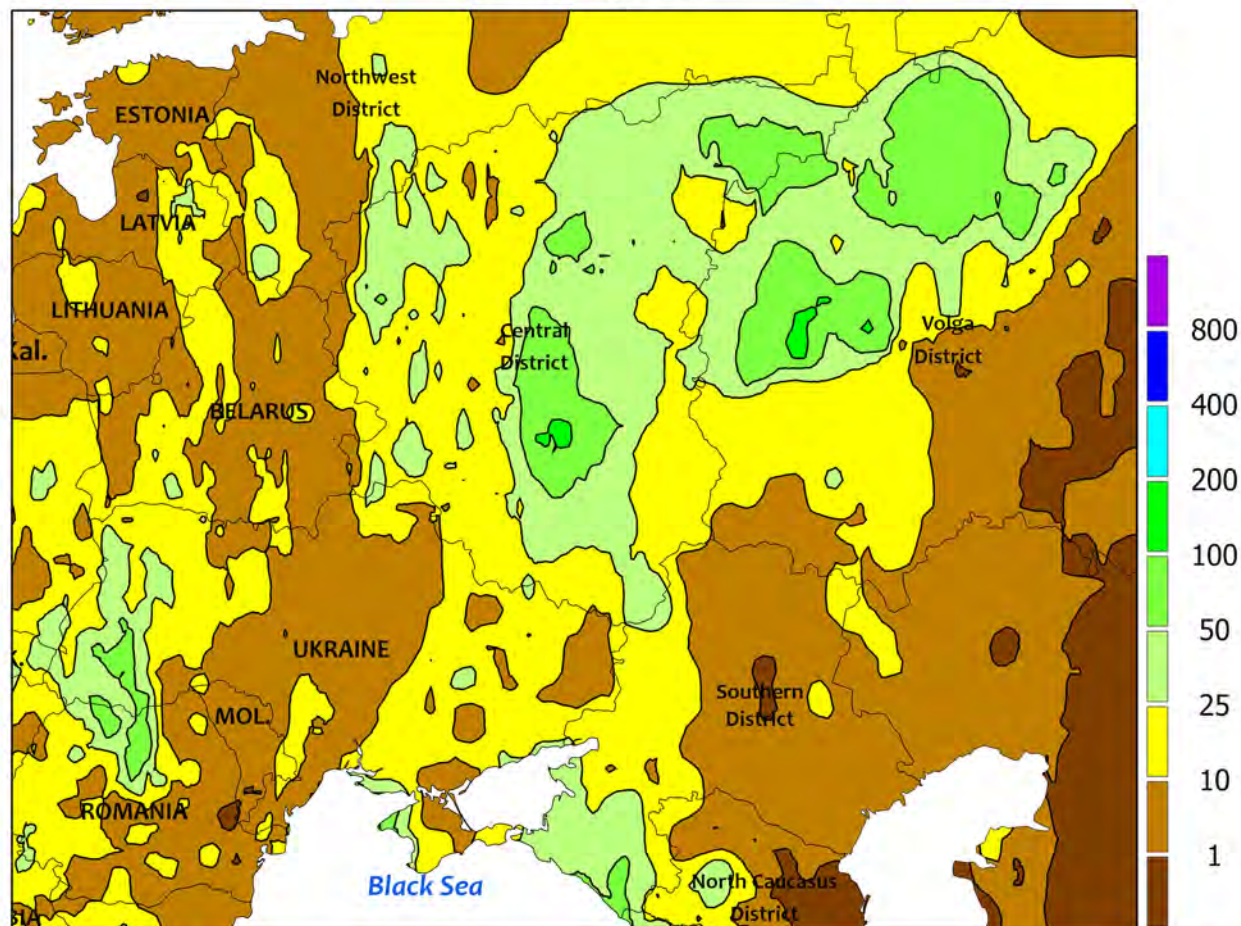 Northwest
District
ESTONIA
LATVIA
LITHUANIA
Kal.
Central
District
Volga
District
BELARUS
UKRAINE
MOL.
Southern
District
ROMANIA
Black Sea
North Caucasus
District
800
400
200
100
50
25
10
1